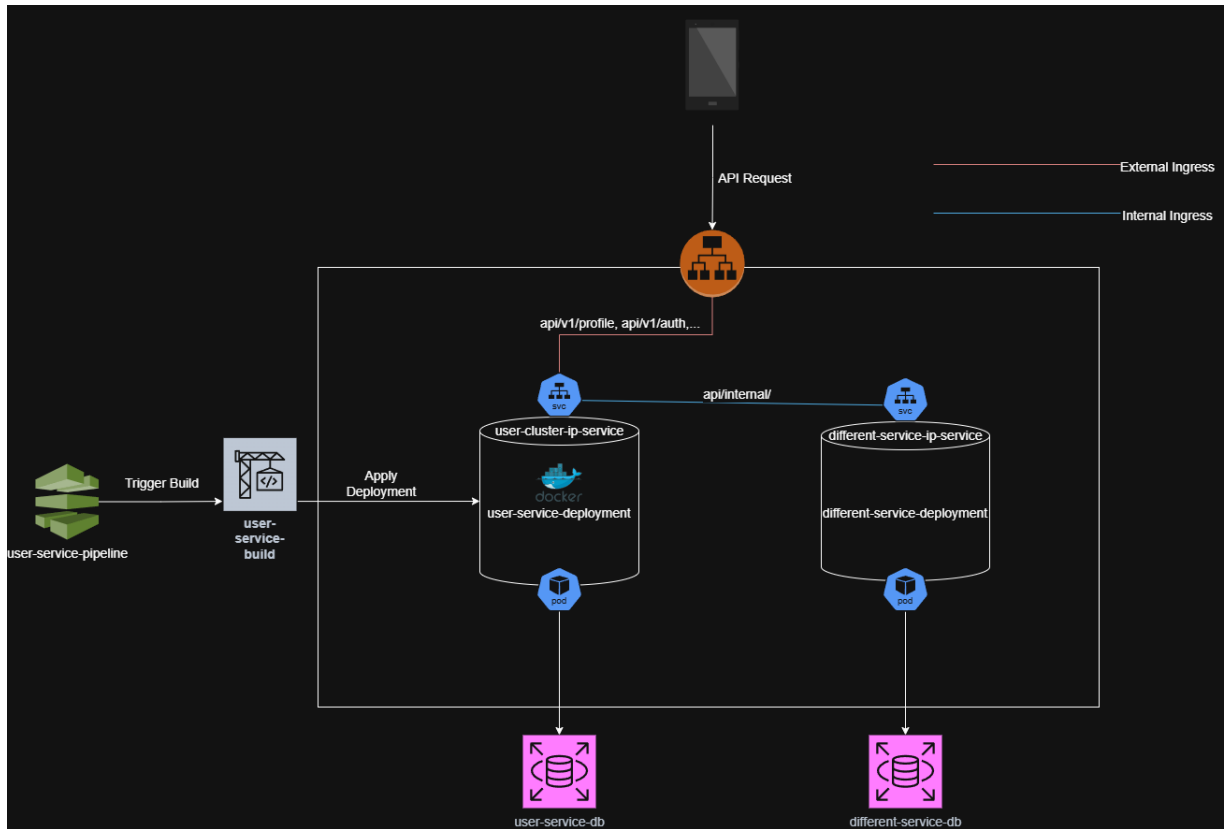 API Request
External Ingress
Internal Ingress
api/v1/profile, api/v1/auth,...
svc
api/internal/
svc
user-cluster-ip-service
different-service-ip-service
docker
user-service-deployment
different-service-deployment
Trigger Build
Apply
Deployment
user-service-pipeline
</>
user-
service-
build
pod
pod
user-service-db
different-service-db